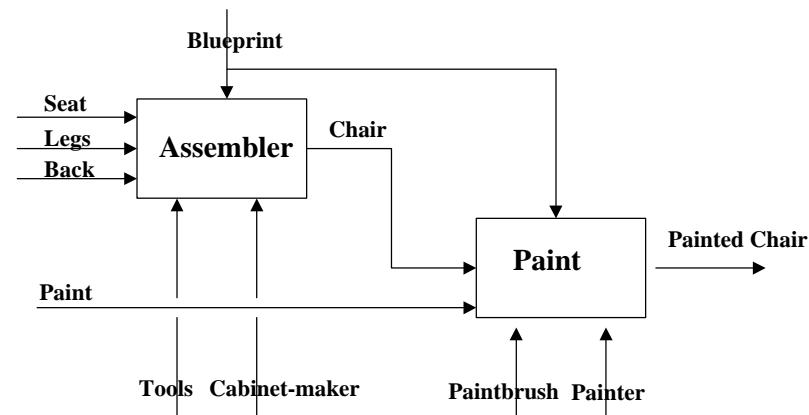 Blueprint
Seat
Legs
Back
Assembler
Chair
Paint
Painted Chair
Paint
Tools
Cabinet-maker
Paintbrush
Painter